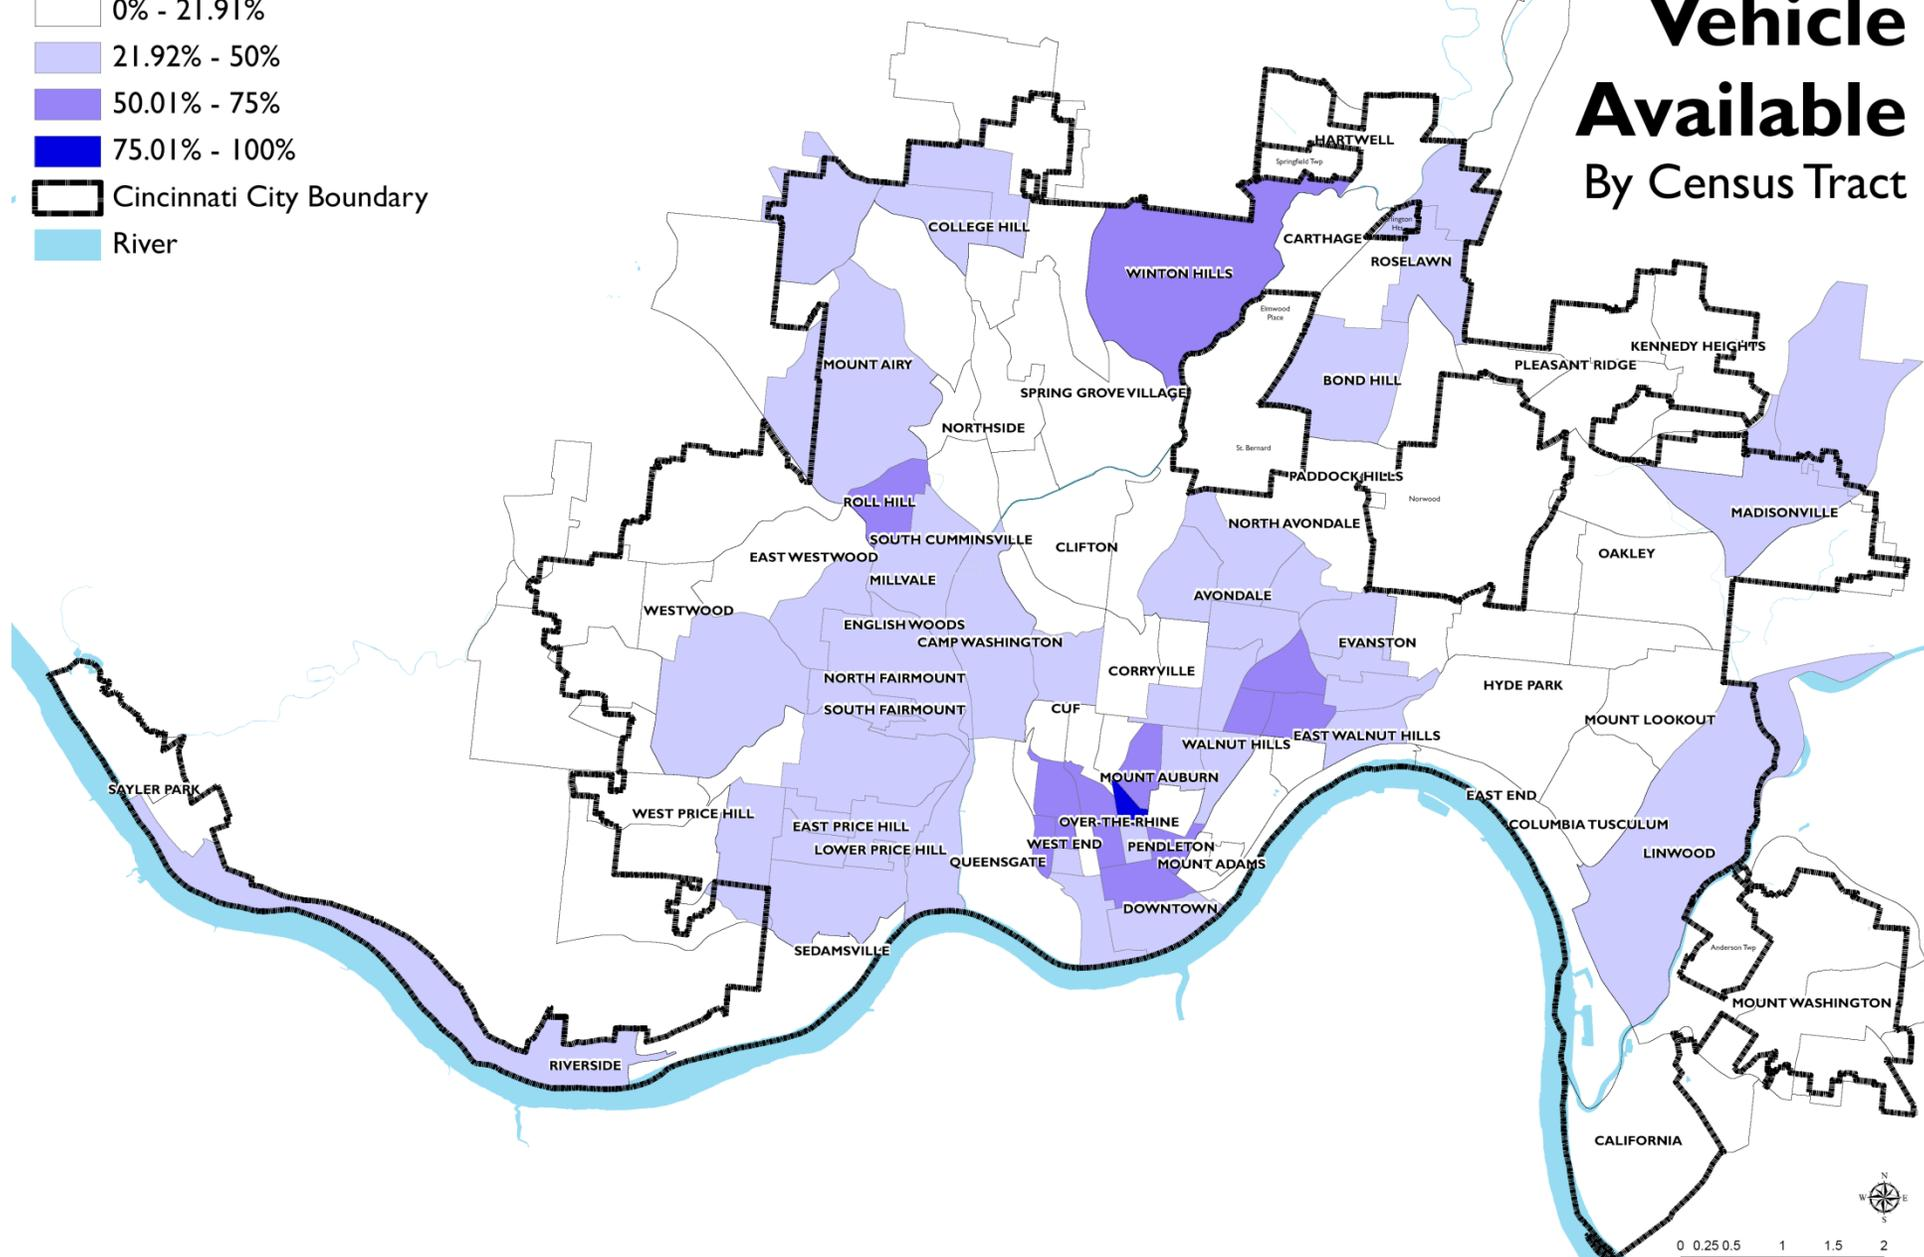 0% - 21.91%
21.92% - 50%
50.01% - 75%
75.01% - 100%
Cincinnati City Boundary
River
Vehicle
Available
By Census Tract
HARTWELL
Springfield Twp
COLLEGE HILL
CARTHAGE
WINTON HILLS
ROSELAWN
Elmwood
Place
KENNEDY HEIGHTS
PLEASANT RIDGE
MOUNT AIRY
BOND HILL
SPRING GROVE VILLAGE
NORTHSIDE
St. Bernard
PADDOCK HILLS
Norwood
ROLL HILL
MADISONVILLE
NORTH AVONDALE
SOUTH CUMMINSVILLE
CLIFTON
EAST WESTWOOD
OAKLEY
MILLVALE
AVONDALE
WESTWOOD
ENGLISH WOODS
CAMP WASHINGTON
EVANSTON
CORRYVILLE
NORTH FAIRMOUNT
HYDE PARK
SOUTH FAIRMOUNT
CUF
MOUNT LOOKOUT
EAST WALNUT HILLS
WALNUT HILLS
MOUNT AUBURN
SAYLER PARK
EAST END
WEST PRICE HILL
OVER-THE-RHINE
COLUMBIA TUSCULUM
EAST PRICE HILL
WEST END
PENDLETON
LOWER PRICE HILL
LINWOOD
QUEENSGATE
MOUNT ADAMS
DOWNTOWN
SEDAMSVILLE
Anderson Twp
MOUNT WASHINGTON
RIVERSIDE
CALIFORNIA
N
W E
S
0 0.25 0.5 1 1.5 2